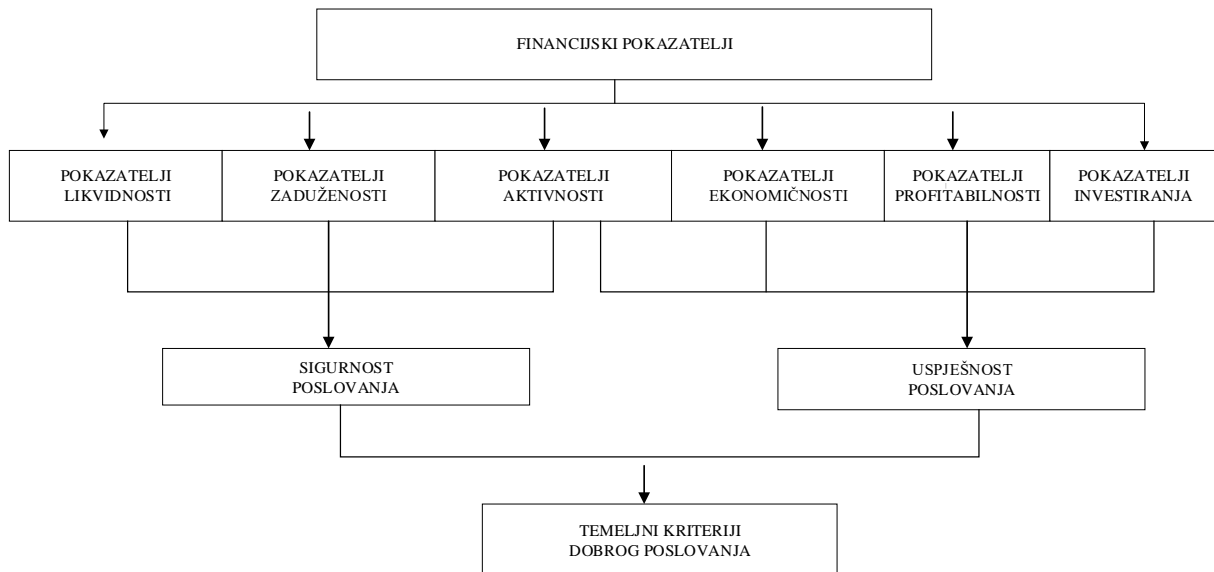 FINANCIJSKI POKAZATELJI
POKAZATELJI
LIKVIDNOSTI
POKAZATELJI
ZADUŽENOSTI
POKAZATELJI
AKTIVNOSTI
POKAZATELJI
EKONOMIČNOSTI
POKAZATELJI
PROFITABILNOSTI
POKAZATELJI
INVESTIRANJA
SIGURNOST
POSLOVANJA
USPJEŠNOST
POSLOVANJA
TEMELJNI KRITERIJI
DOBROG POSLOVANJA